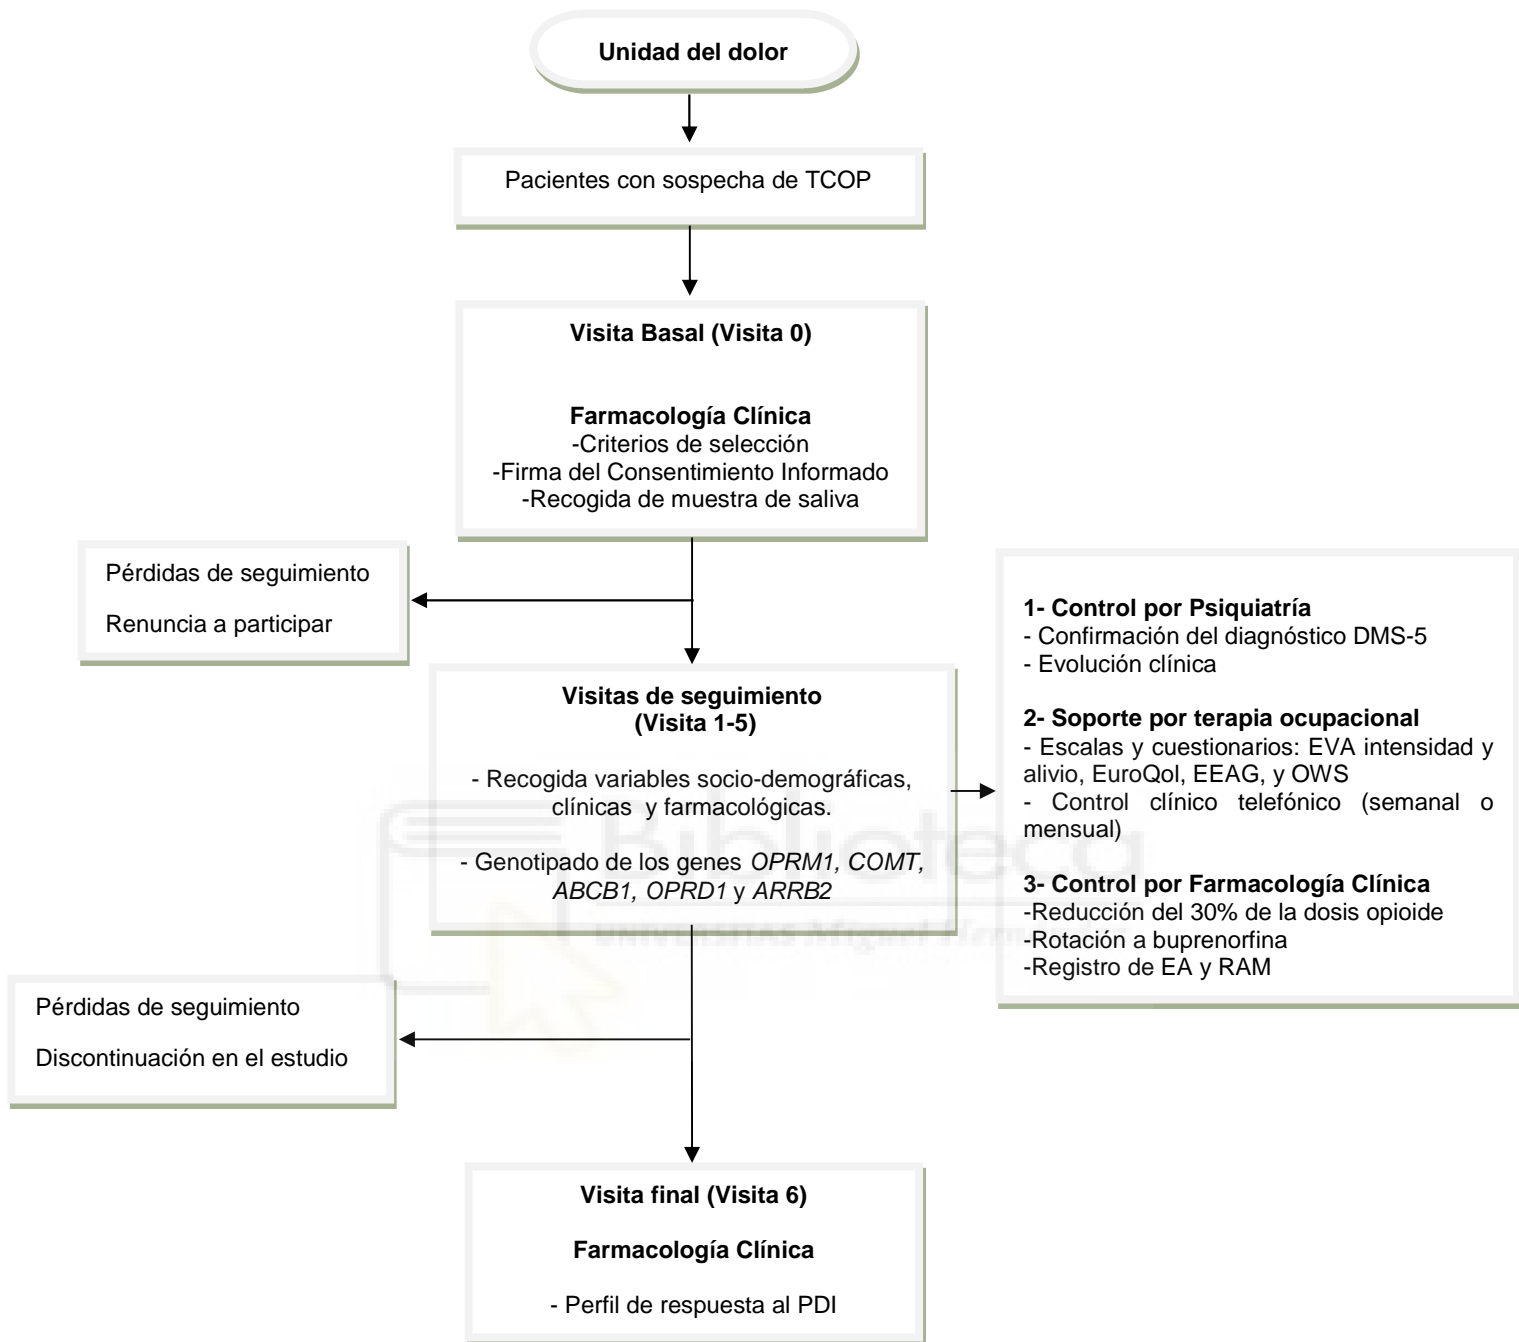 Unidad del dolor
Pacientes con sospecha de TCOP
Visita Basal (Visita 0)
Farmacología Clínica
-Criterios de selección
-Firma del Consentimiento Informado
-Recogida de muestra de saliva
Pérdidas de seguimiento
Renuncia a participar
Visitas de seguimiento
(Visita 1-5)
- Recogida variables socio-demográficas,
clínicas y farmacológicas.
- Genotipado de los genes OPRM1, COMT,
ABCB1, OPRD1 y ARRB2
1- Control por Psiquiatría
- Confirmación del diagnóstico DMS-5
- Evolución clínica
2- Soporte por terapia ocupacional
- Escalas y cuestionarios: EVA intensidad y
alivio, EuroQol, EEAG, y OWS
- Control clínico telefónico (semanal o
mensual)
3- Control por Farmacología Clínica
-Reducción del 30% de la dosis opioide
-Rotación a buprenorfina
-Registro de EA y RAM
Biblioteca
UNIVERSITAS Miguel Hernández
Pérdidas de seguimiento
Discontinuación en el estudio
Visita final (Visita 6)
Farmacología Clínica
- Perfil de respuesta al PDI